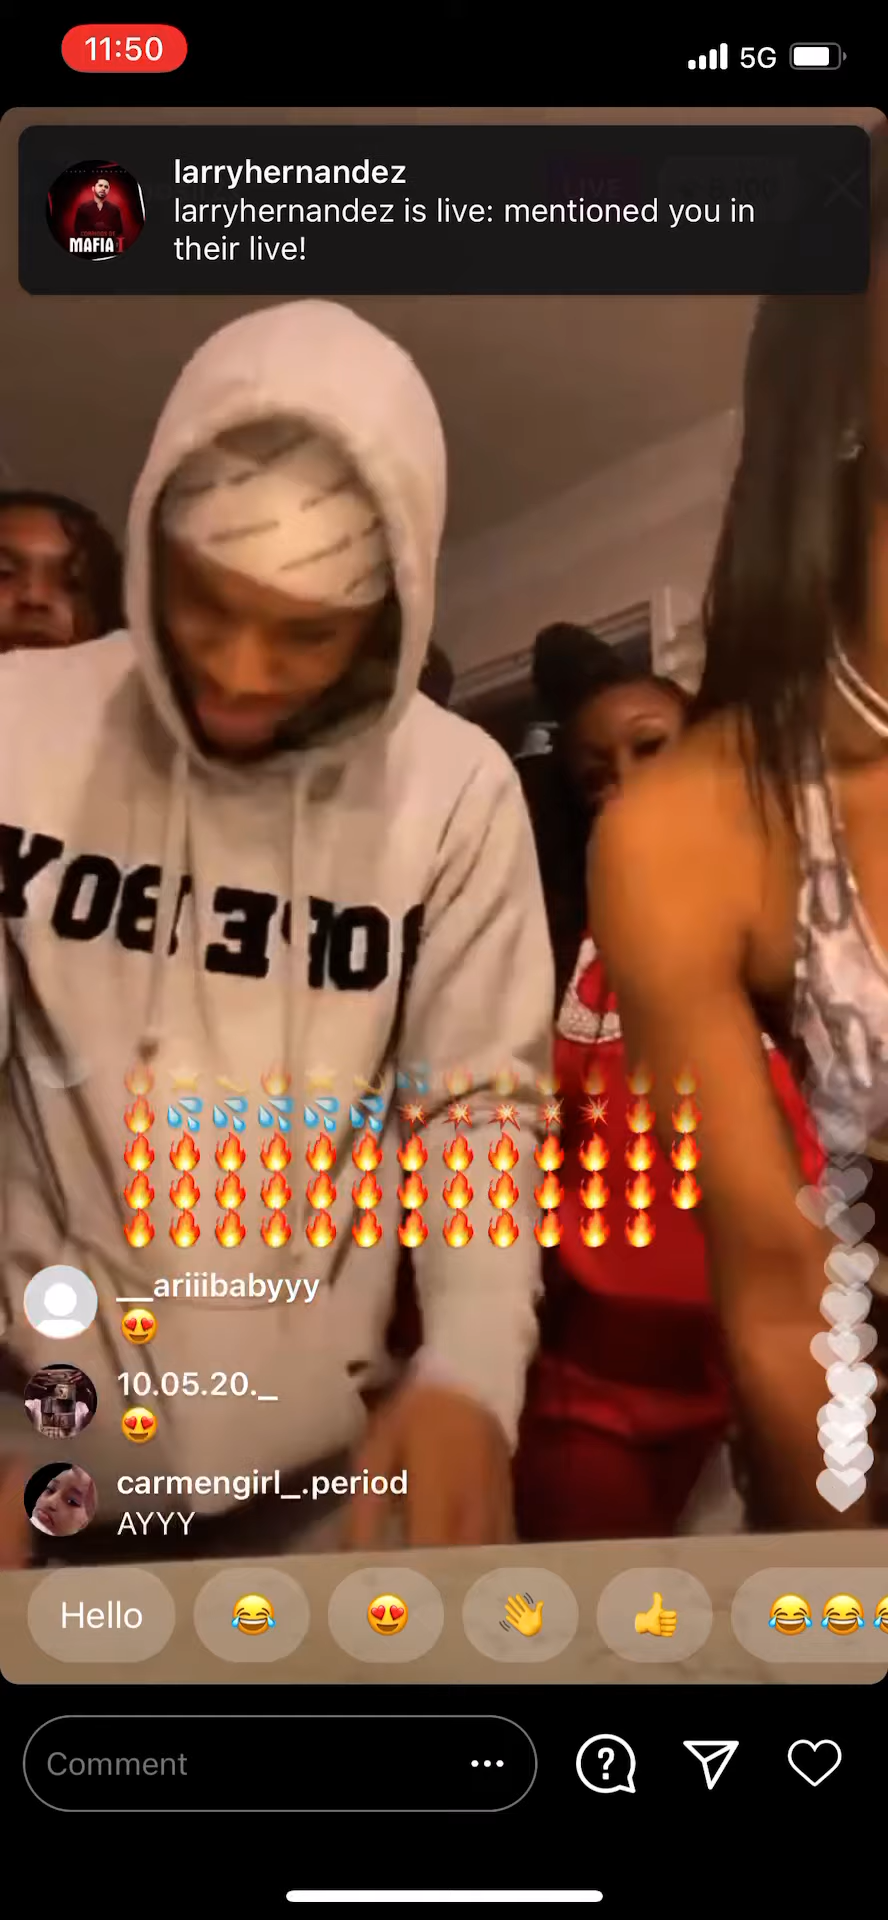 11:50
5G
larryhernandez
larryhernandez is live: mentioned you in
their live!
MAFIA I
LIVE
🔥💦💦💦💦💦💥💥💥💥💥🔥🔥
🔥🔥🔥🔥🔥🔥🔥🔥🔥🔥🔥🔥🔥
🔥🔥🔥🔥🔥🔥🔥🔥🔥🔥🔥🔥🔥
🔥🔥🔥🔥🔥🔥🔥🔥🔥🔥🔥🔥
__ariiibabyyy
😍
10.05.20._
😍
carmengirl_.period
AYYY
Hello 😂 😍 👋 👍 😂😂
Comment